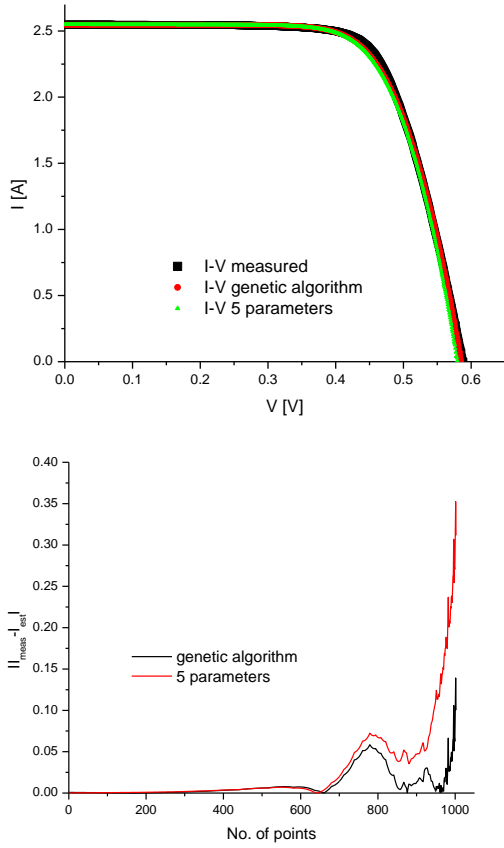 2.5
2.0
1.5
1.0
0.5
0.0
I [A]
I-V measured
I-V genetic algorithm
I-V 5 parameters
0.0 0.1 0.2 0.3 0.4 0.5 0.6
V [V]
0.40
0.35
0.30
0.25
0.20
0.15
0.10
0.05
0.00
|I_meas-I_est|
genetic algorithm
5 parameters
0 200 400 600 800 1000
No. of points